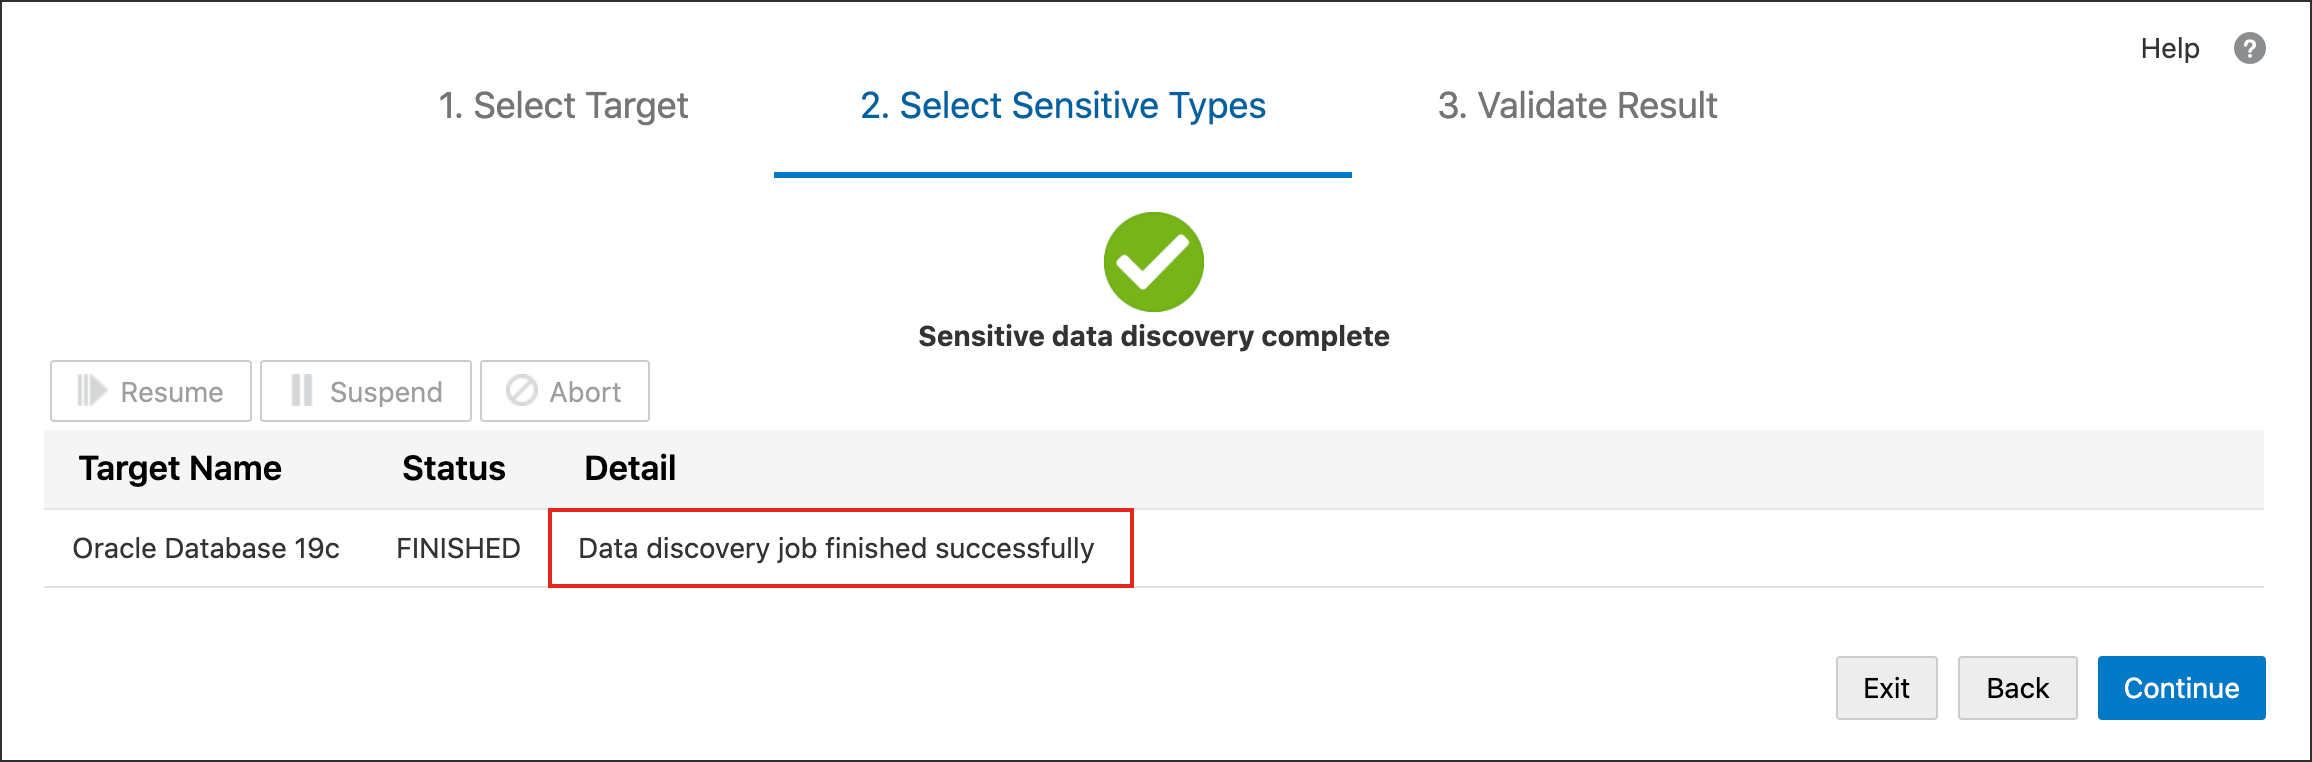 Help
1. Select Target 2. Select Sensitive Types 3. Validate Result
Sensitive data discovery complete
Resume Suspend Abort
Target Name Status Detail
Oracle Database 19c FINISHED Data discovery job finished successfully
Exit Back Continue